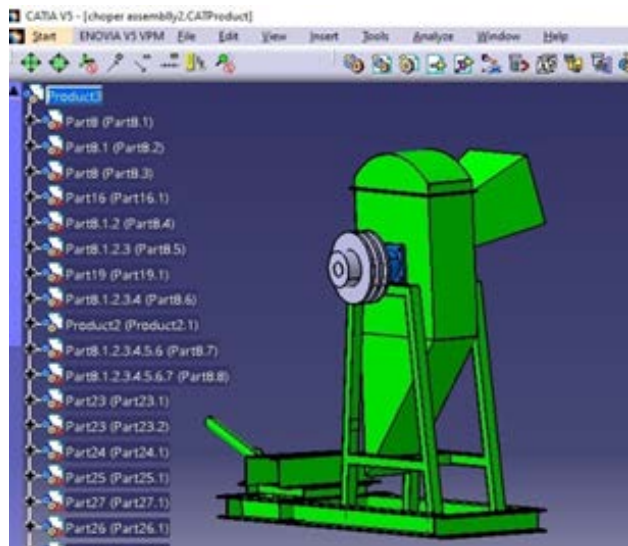 CATIA V5 - [choper assemblly2.CATProduct]
Start ENOVIA V5 VPM File Edit View Insert Tools Analyze Window Help
Product3
Part8 (Part8.1)
Part8.1 (Part8.2)
Part8 (Part8.3)
Part16 (Part16.1)
Part8.1.2 (Part8.4)
Part8.1.2.3 (Part8.5)
Part19 (Part19.1)
Part8.1.2.3.4 (Part8.6)
Product2 (Product2.1)
Part8.1.2.3.4.5.6 (Part8.7)
Part8.1.2.3.4.5.6.7 (Part8.8)
Part23 (Part23.1)
Part23 (Part23.2)
Part24 (Part24.1)
Part25 (Part25.1)
Part27 (Part27.1)
Part26 (Part26.1)